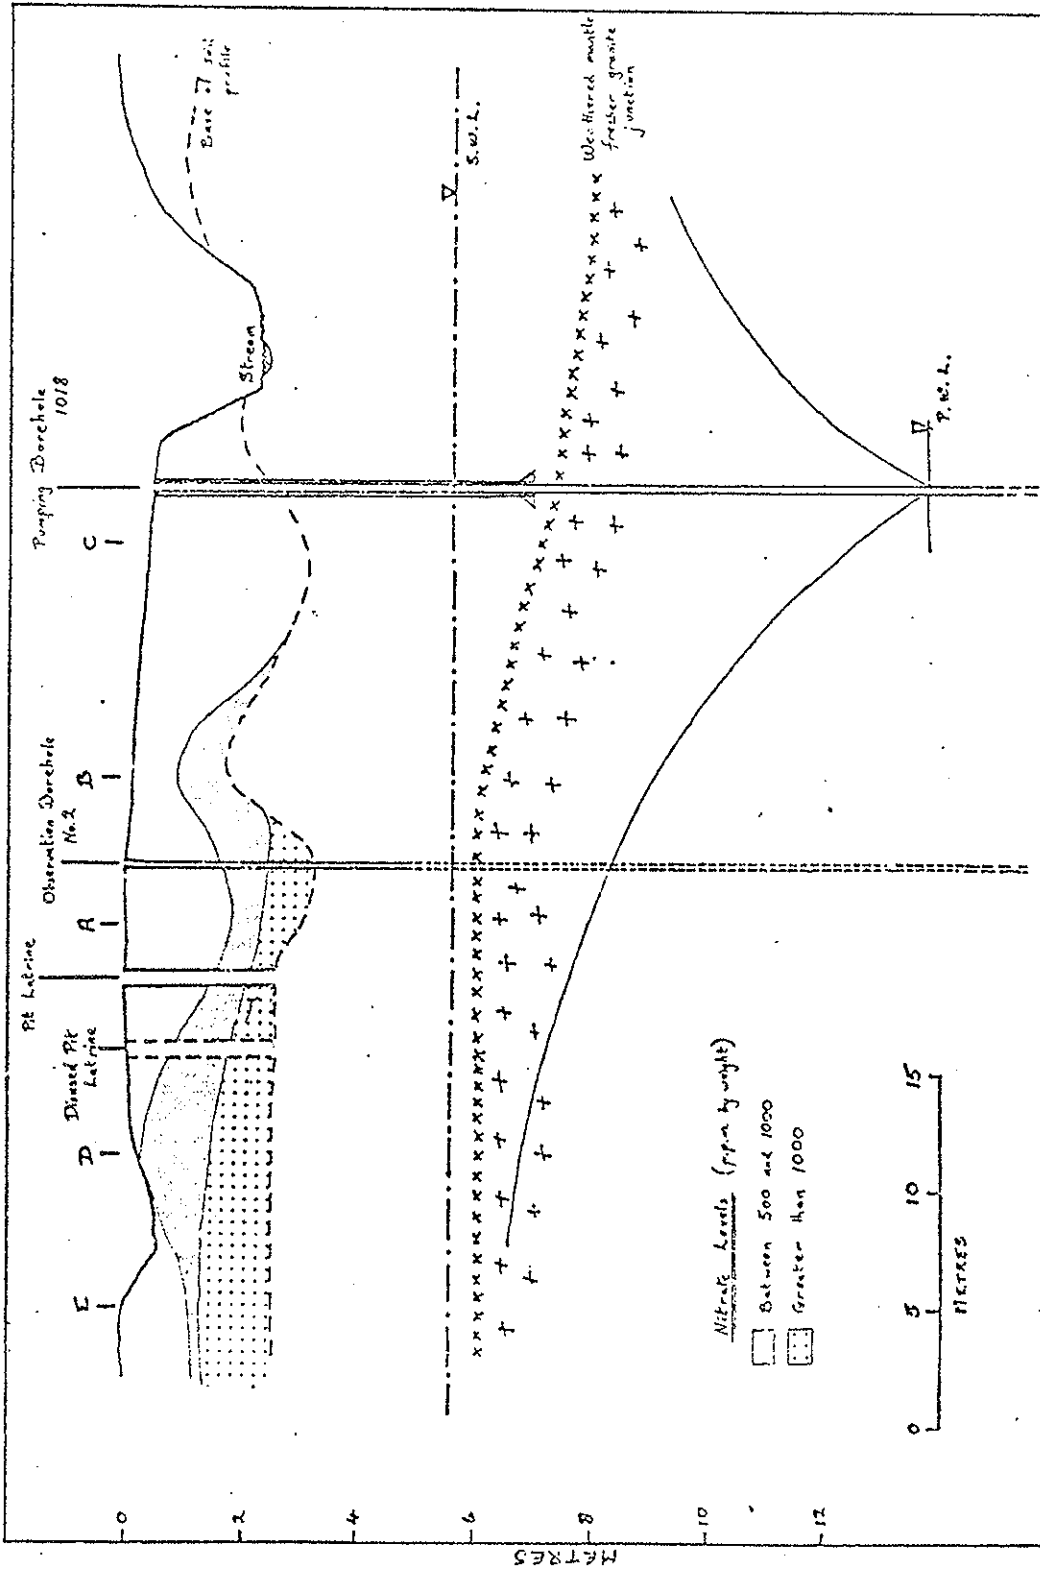 Pit Latrine
Disused Pit
Latrine
Observation Borehole
No.2
Pumping Borehole
1018
E
D
A
B
C
Stream
Base of soil
profile
S.W.L.
Weathered mantle
fresher granite
junction
P.W.L.
Nitrate Levels (p.p.m by weight)
Between 500 and 1000
Greater than 1000
0
5
10
15
METRES
0
2
6
8
10
12
METRES